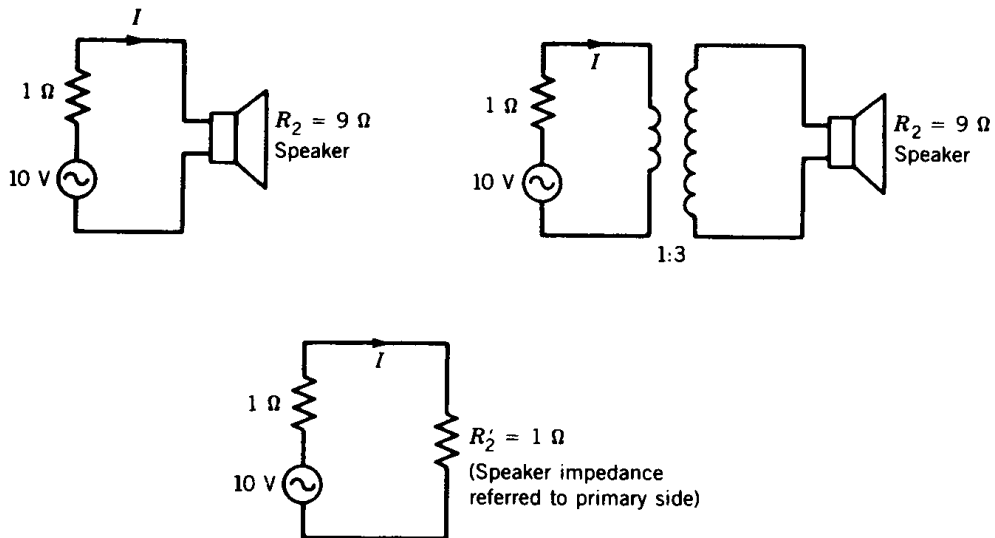 I
1 Ω
R₂ = 9 Ω
Speaker
10 V
I
1 Ω
R₂ = 9 Ω
Speaker
10 V
1:3
I
1 Ω
R′₂ = 1 Ω
(Speaker impedance
referred to primary side)
10 V